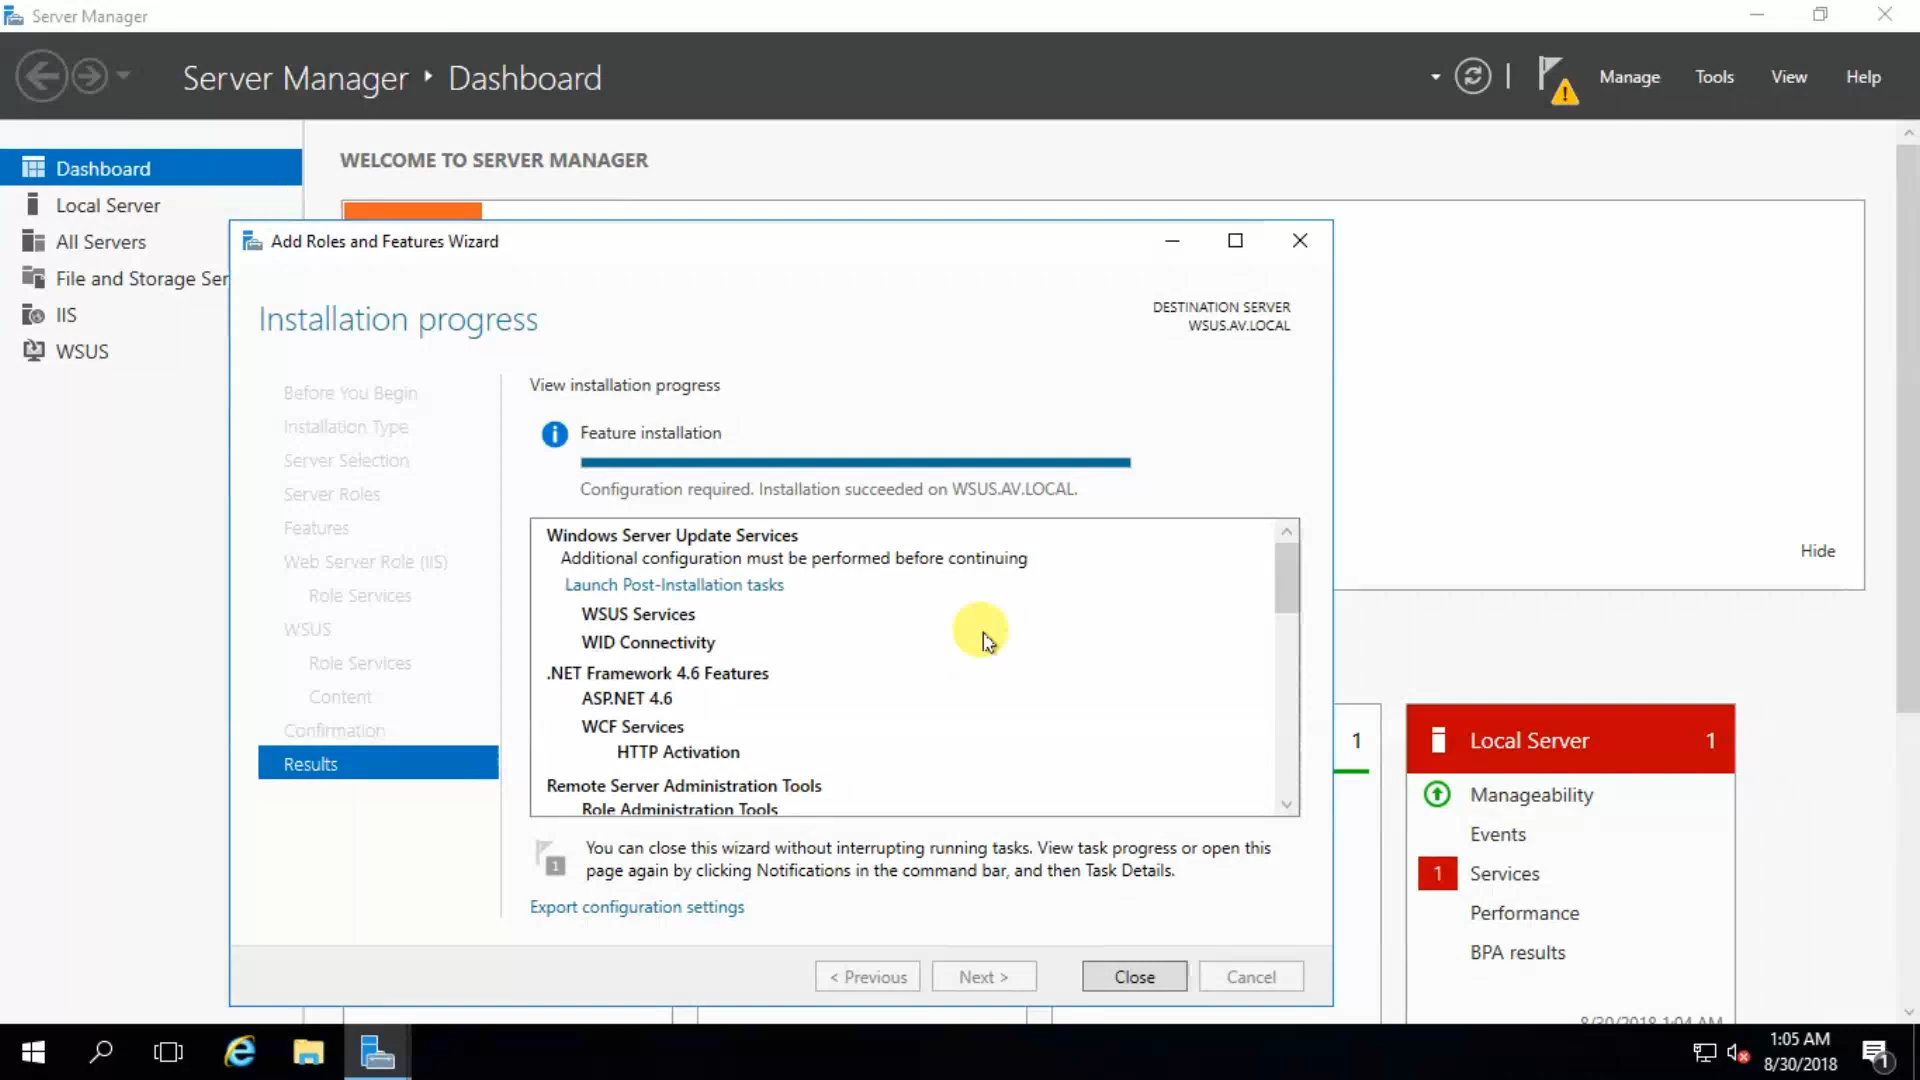 Server Manager
Server Manager ‣ Dashboard
Manage
Tools
View
Help
Dashboard
Local Server
All Servers
File and Storage Ser
IIS
WSUS
WELCOME TO SERVER MANAGER
Hide
Add Roles and Features Wizard
Installation progress
DESTINATION SERVER
WSUS.AV.LOCAL
Before You Begin
Installation Type
Server Selection
Server Roles
Features
Web Server Role (IIS)
Role Services
WSUS
Role Services
Content
Confirmation
Results
View installation progress
Feature installation
Configuration required. Installation succeeded on WSUS.AV.LOCAL.
Windows Server Update Services
Additional configuration must be performed before continuing
Launch Post-Installation tasks
WSUS Services
WID Connectivity
.NET Framework 4.6 Features
ASP.NET 4.6
WCF Services
HTTP Activation
Remote Server Administration Tools
Role Administration Tools
1
You can close this wizard without interrupting running tasks. View task progress or open this
page again by clicking Notifications in the command bar, and then Task Details.
Export configuration settings
< Previous
Next >
Close
Cancel
1
Local Server 1
Manageability
Events
1 Services
Performance
BPA results
8/30/2018 1:04 AM
1:05 AM
8/30/2018
1